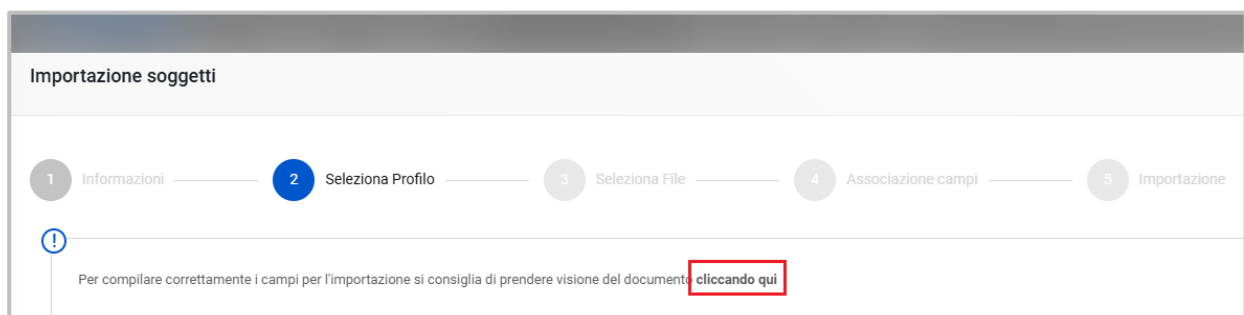 Importazione soggetti
1 Informazioni 2 Seleziona Profilo 3 Seleziona File 4 Associazione campi 5 Importazione
Per compilare correttamente i campi per l'importazione si consiglia di prendere visione del documento cliccando qui